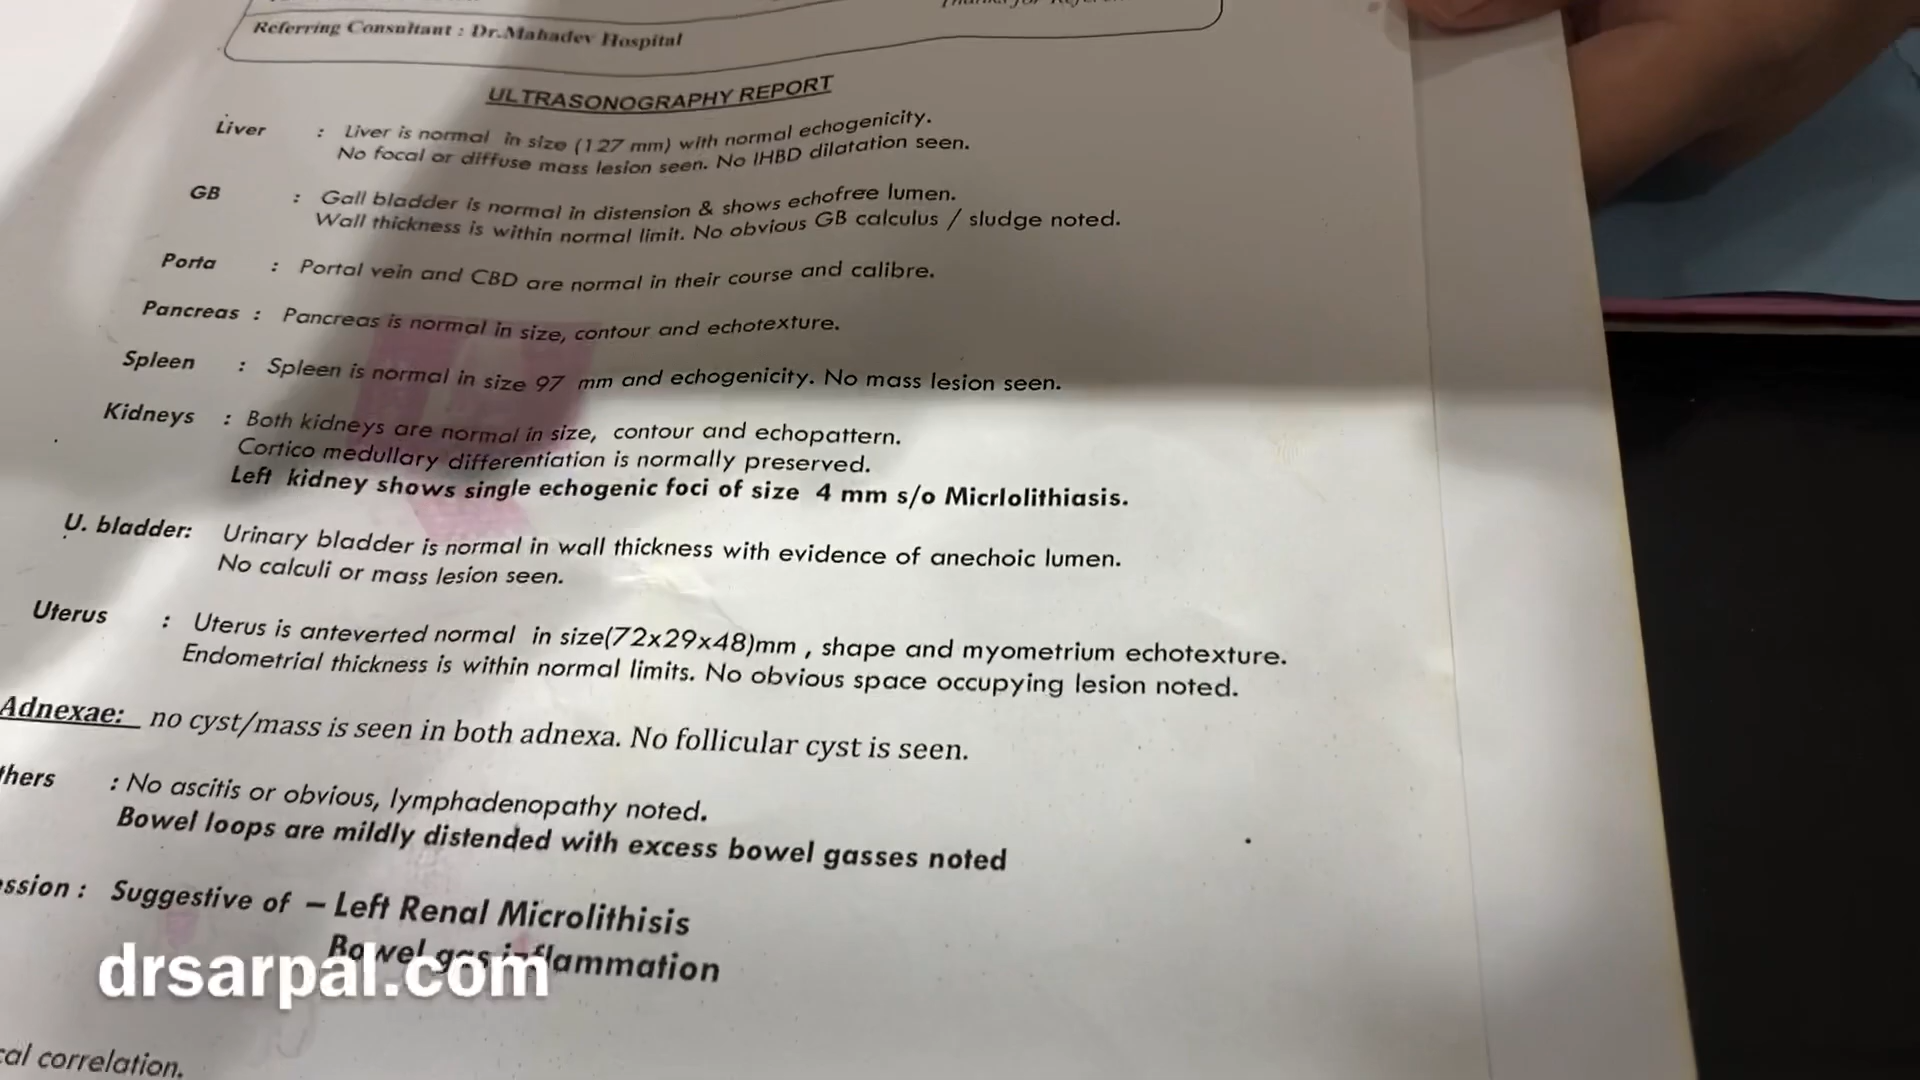 Referring Consultant : Dr.Mahadev Hospital
ULTRASONOGRAPHY REPORT
Liver : Liver is normal in size (127 mm) with normal echogenicity.
No focal or diffuse mass lesion seen. No IHBD dilatation seen.
GB : Gall bladder is normal in distension & shows echofree lumen.
Wall thickness is within normal limit. No obvious GB calculus / sludge noted.
Porta : Portal vein and CBD are normal in their course and calibre.
Pancreas : Pancreas is normal in size, contour and echotexture.
Spleen : Spleen is normal in size 97 mm and echogenicity. No mass lesion seen.
Kidneys : Both kidneys are normal in size, contour and echopattern.
Cortico medullary differentiation is normally preserved.
Left kidney shows single echogenic foci of size 4 mm s/o Micrlolithiasis.
U. bladder: Urinary bladder is normal in wall thickness with evidence of anechoic lumen.
No calculi or mass lesion seen.
Uterus : Uterus is anteverted normal in size(72x29x48)mm , shape and myometrium echotexture.
Endometrial thickness is within normal limits. No obvious space occupying lesion noted.
Adnexae: no cyst/mass is seen in both adnexa. No follicular cyst is seen.
thers : No ascitis or obvious, lymphadenopathy noted.
Bowel loops are mildly distended with excess bowel gasses noted
ession : Suggestive of – Left Renal Microlithisis
Bowel gas inflammation
drsarpal.com
cal correlation.